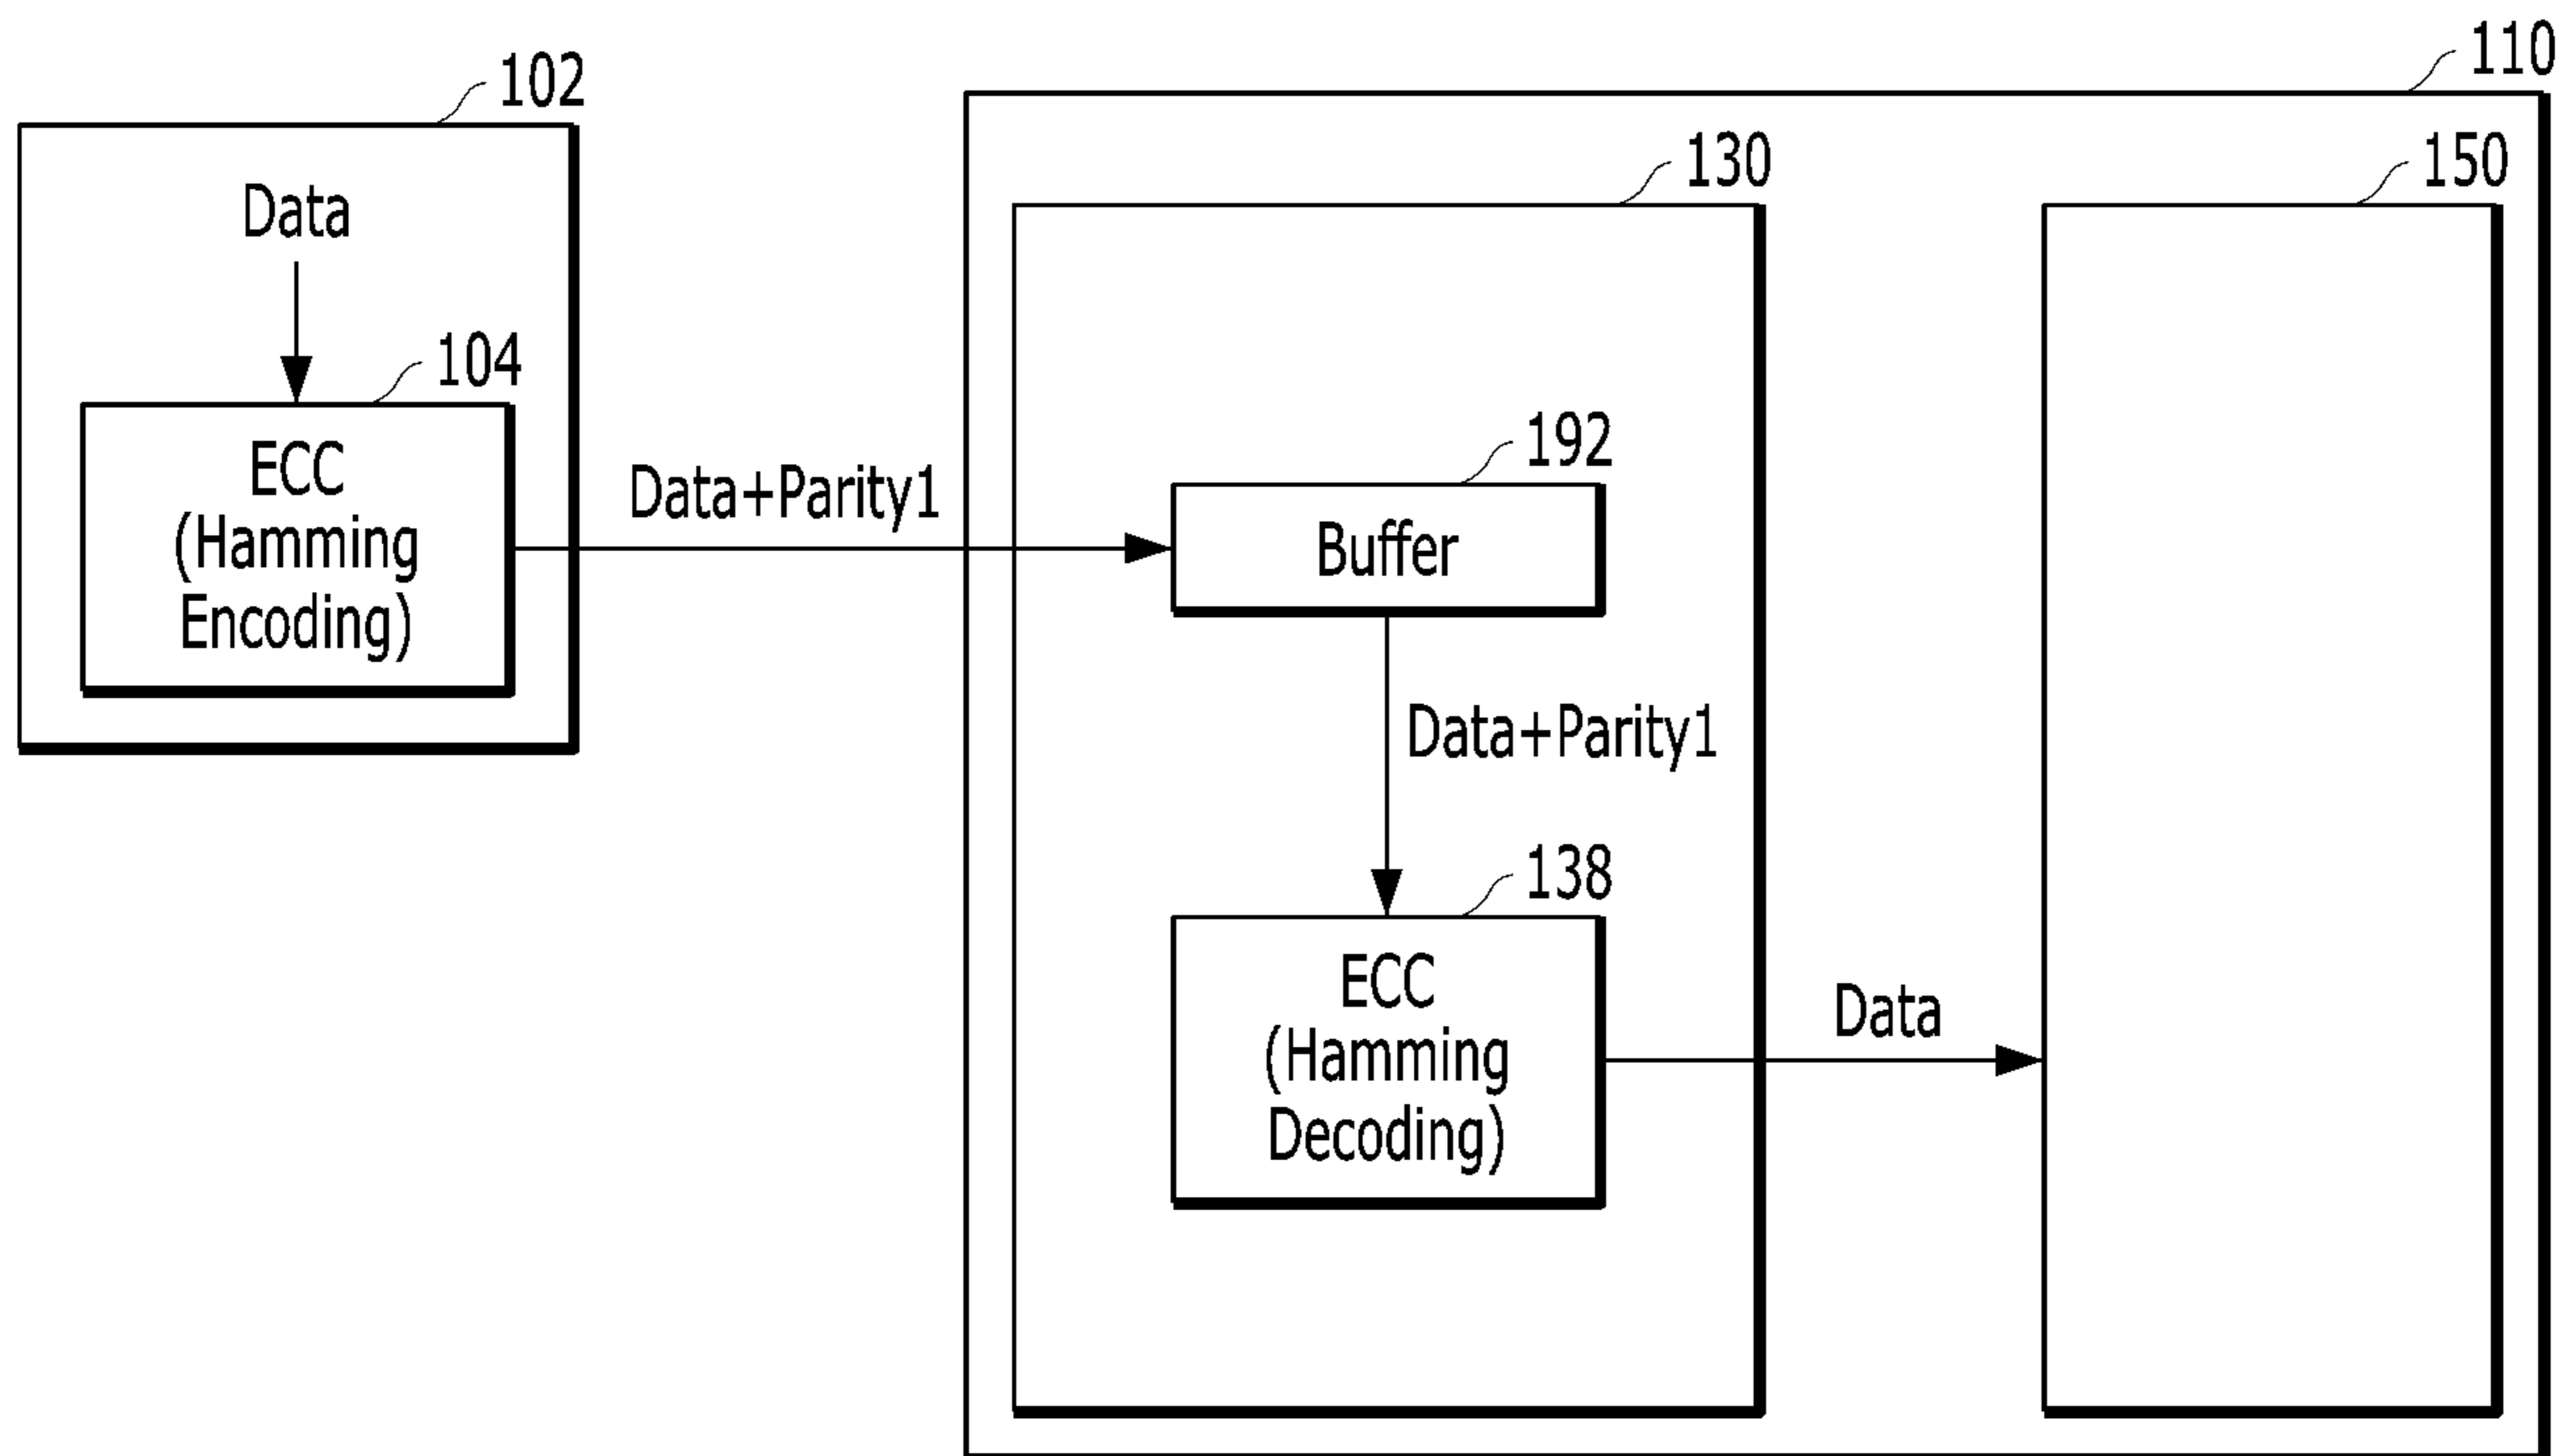 110
102
130
150
Data
104
ECC
(Hamming
Encoding)
Data+Parity1
192
Buffer
Data+Parity1
138
ECC
(Hamming
Decoding)
Data